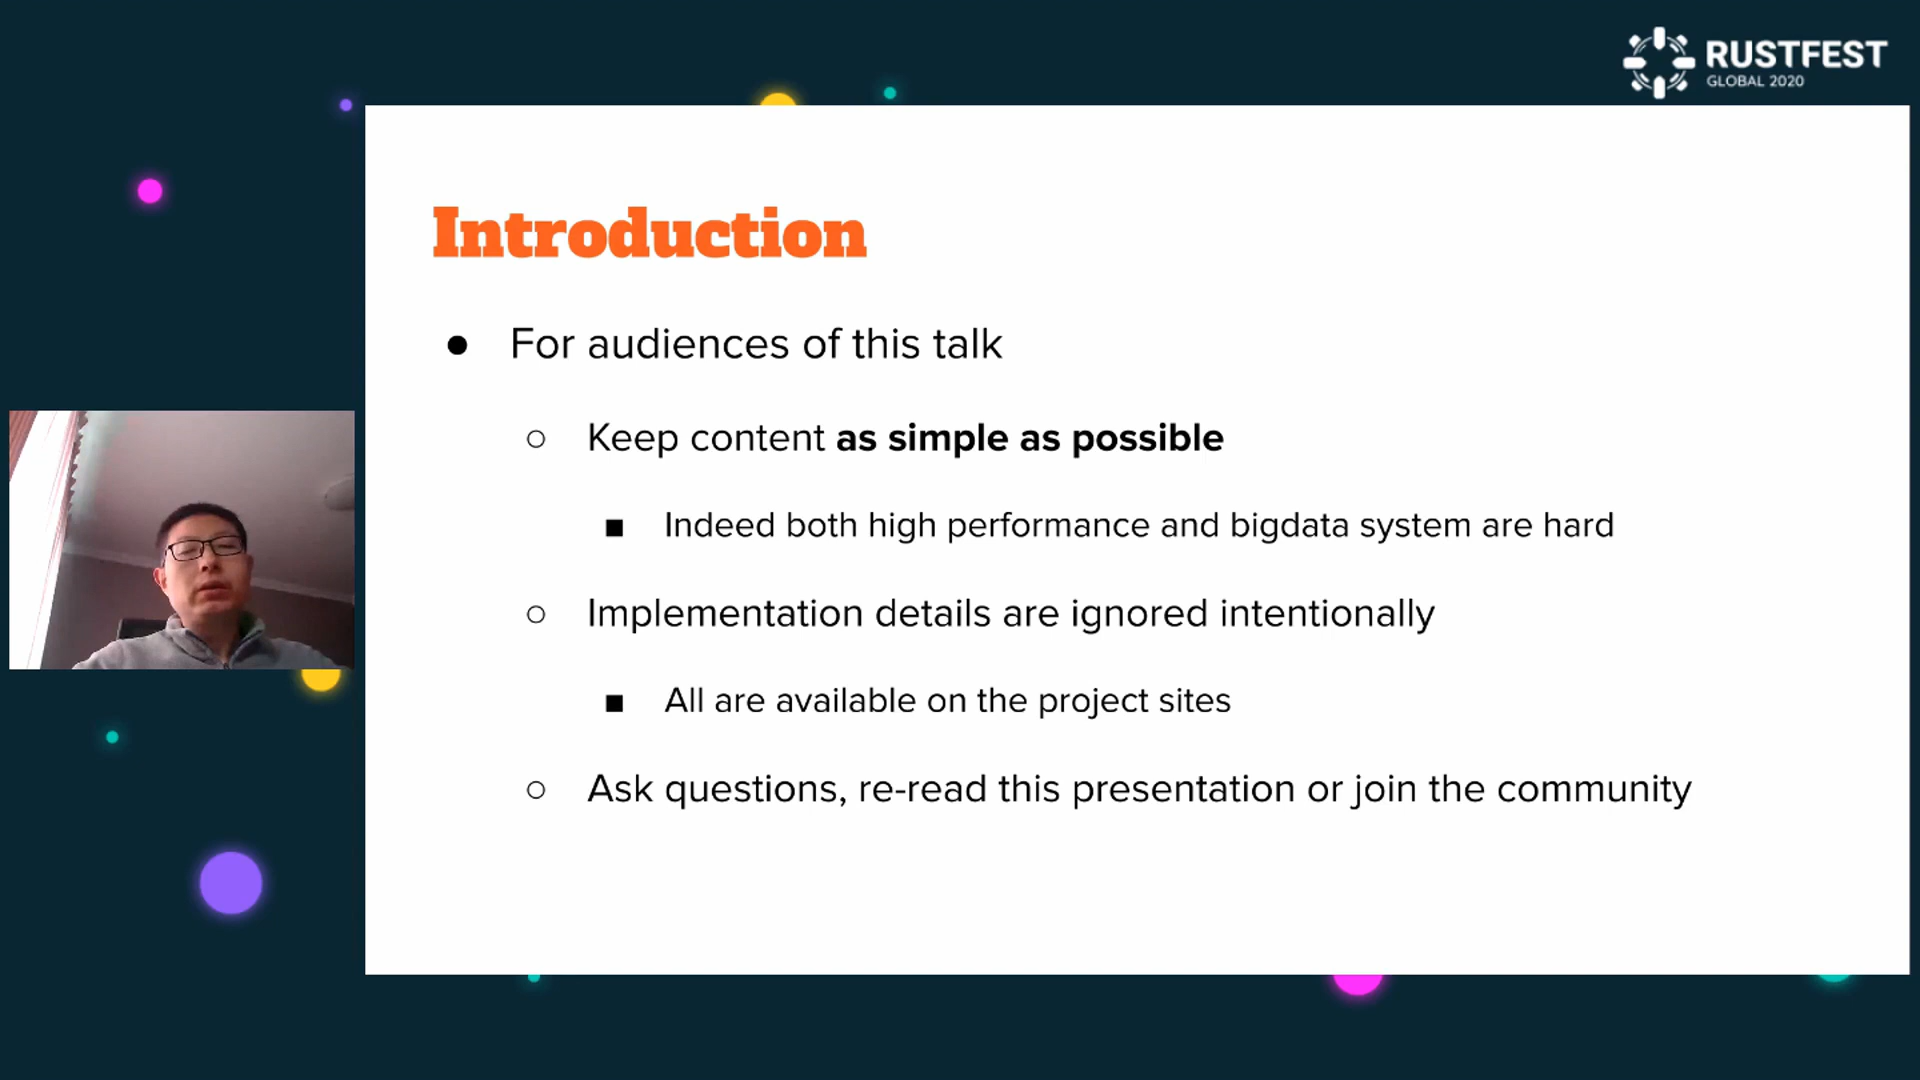 RUSTFEST
GLOBAL 2020
Introduction
● For audiences of this talk
○ Keep content as simple as possible
■ Indeed both high performance and bigdata system are hard
○ Implementation details are ignored intentionally
■ All are available on the project sites
○ Ask questions, re-read this presentation or join the community